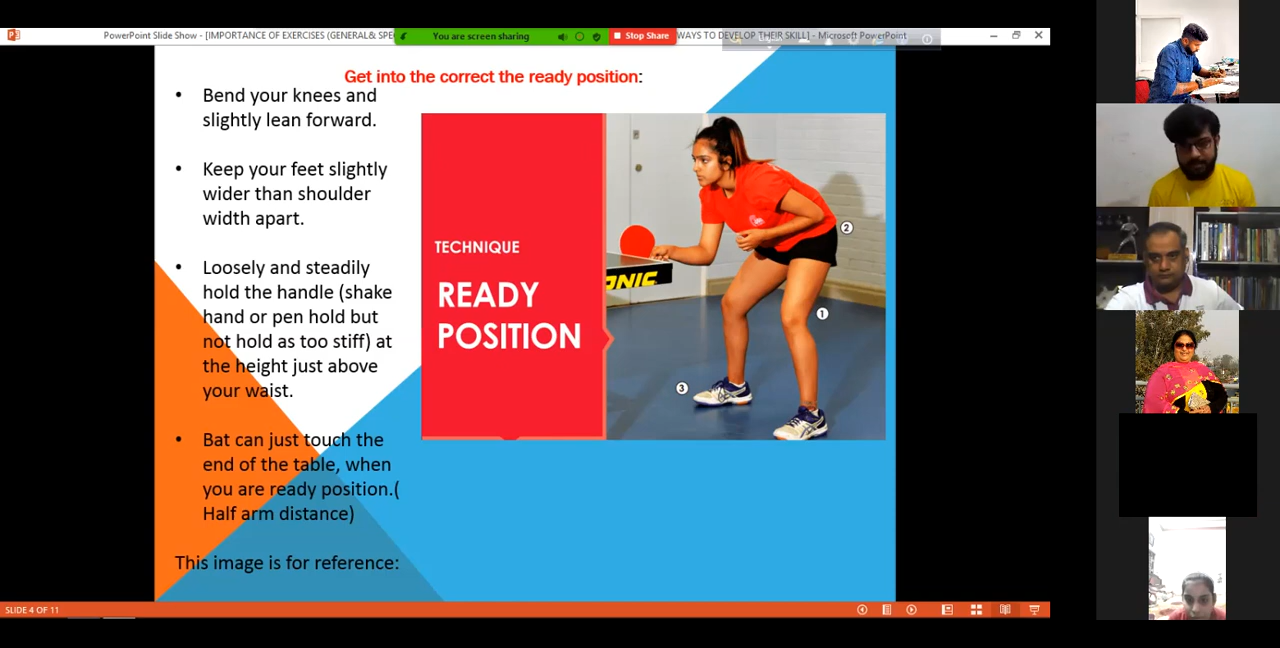 PowerPoint Slide Show - [IMPORTANCE OF EXERCISES (GENERAL& SPE
You are screen sharing
Stop Share
WAYS TO DEVELOP THEIR SKILL] - Microsoft PowerPoint
Get into the correct the ready position:
• Bend your knees and
slightly lean forward.
• Keep your feet slightly
wider than shoulder
width apart.
• Loosely and steadily
hold the handle (shake
hand or pen hold but
not hold as too stiff) at
the height just above
your waist.
• Bat can just touch the
end of the table, when
you are ready position.(
Half arm distance)
This image is for reference:
TECHNIQUE
READY
POSITION
ONIC
2
1
3
SLIDE 4 OF 11